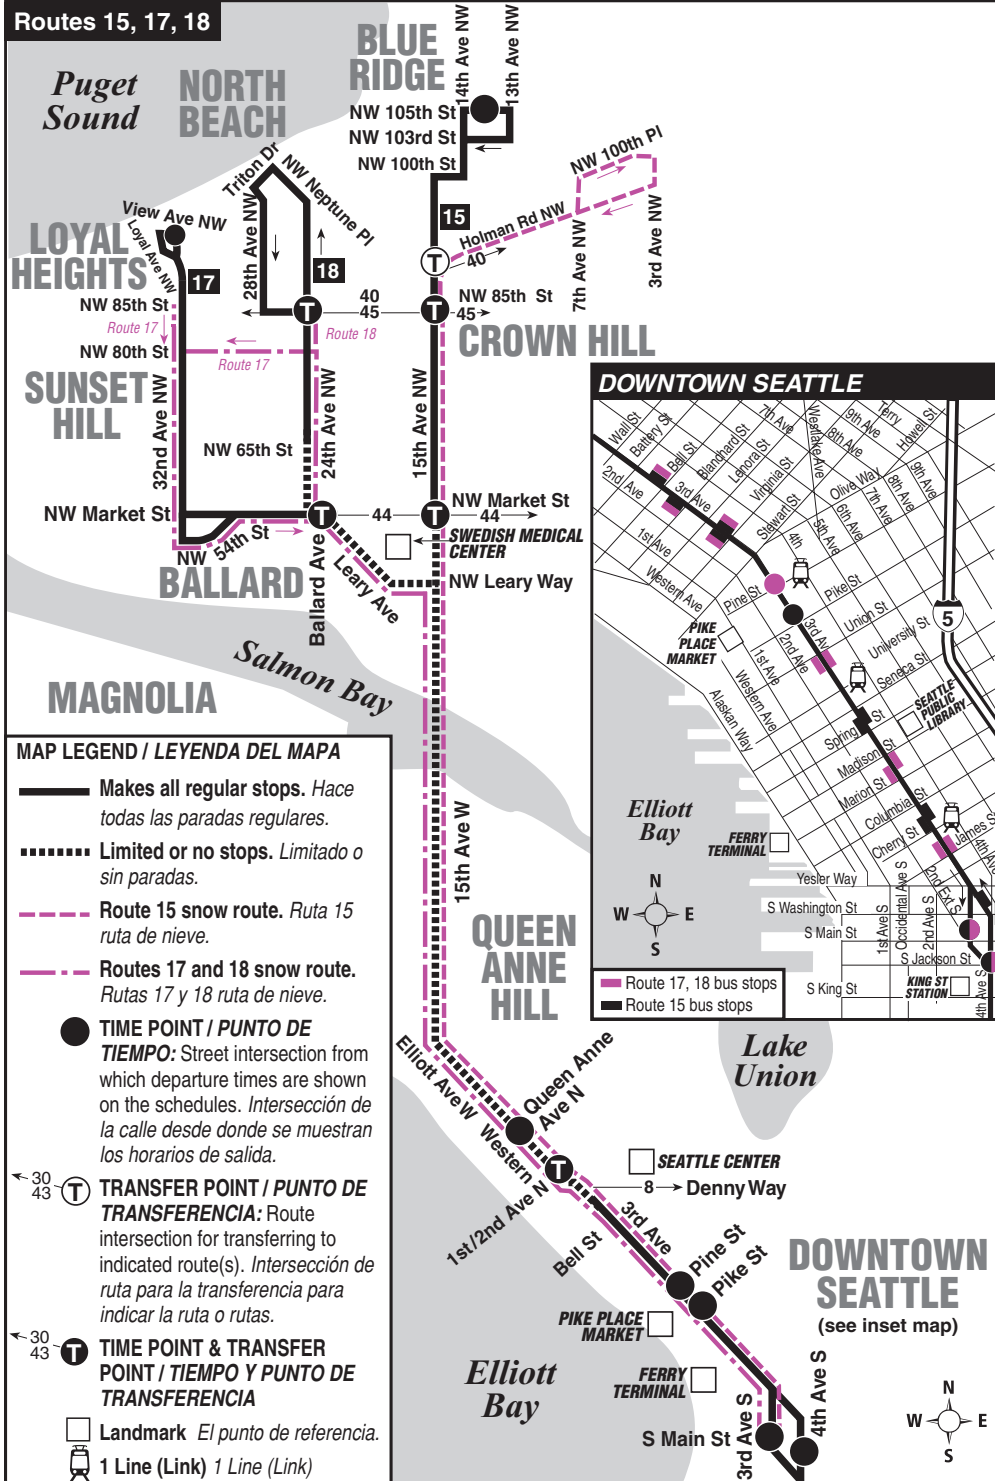 Routes 15, 17, 18
Puget
Sound
NORTH
BEACH
BLUE
RIDGE
14th Ave NW
13th Ave NW
NW 105th St
NW 103rd St
NW 100th St
NW 100th Pl
Triton Dr
NW Neptune Pl
View Ave NW
Loyal Ave NW
LOYAL
HEIGHTS
17
28th Ave NW
18
15
Holman Rd NW
40
7th Ave NW
3rd Ave NW
NW 85th St
Route 17
40
45
NW 85th St
45
Route 18
NW 80th St
Route 17
CROWN HILL
SUNSET
HILL
32nd Ave NW
24th Ave NW
15th Ave NW
NW 65th St
NW Market St
T
44
T
NW Market St
44
SWEDISH MEDICAL
CENTER
NW 54th St
BALLARD
Ballard Ave
Leary Ave
NW Leary Way
Salmon Bay
MAGNOLIA
15th Ave W
QUEEN
ANNE
HILL
Elliott Ave W
Western
Queen Anne
Ave N
1st/2nd Ave N
T
SEATTLE CENTER
8
Denny Way
Bell St
3rd Ave
Pine St
Pike St
PIKE PLACE
MARKET
FERRY
TERMINAL
Elliott
Bay
Lake
Union
DOWNTOWN
SEATTLE
(see inset map)
S Main St
3rd Ave S
4th Ave S
N
W
E
S
T
T
T
MAP LEGEND / LEYENDA DEL MAPA
Makes all regular stops. Hace
todas las paradas regulares.
Limited or no stops. Limitado o
sin paradas.
Route 15 snow route. Ruta 15
ruta de nieve.
Routes 17 and 18 snow route.
Rutas 17 y 18 ruta de nieve.
TIME POINT / PUNTO DE
TIEMPO: Street intersection from
which departure times are shown
on the schedules. Intersección de
la calle desde donde se muestran
los horarios de salida.
30
43
T
TRANSFER POINT / PUNTO DE
TRANSFERENCIA: Route
intersection for transferring to
indicated route(s). Intersección de
ruta para la transferencia para
indicar la ruta o rutas.
30
43
T
TIME POINT & TRANSFER
POINT / TIEMPO Y PUNTO DE
TRANSFERENCIA
Landmark El punto de referencia.
1 Line (Link) 1 Line (Link)
DOWNTOWN SEATTLE
Wall St
Battery St
Bell St
Blanchard St
Lenora St
Virginia St
Stewart St
7th Ave
Westlake Ave
9th Ave
8th Ave
Terry
Howell St
9th Ave
8th Ave
7th Ave
6th Ave
5th Ave
4th
Olive Way
2nd Ave
3rd Ave
1st Ave
Western Ave
Pine St
Pike St
Union St
University St
Seneca St
PIKE
PLACE
MARKET
3rd Av
2nd Ave
1st Ave
Western Ave
Alaskan Way
5
SEATTLE
PUBLIC
LIBRARY
Spring St
Madison St
Marion St
Columbia St
Cherry St
James S
4th Ave
Elliott
Bay
FERRY
TERMINAL
Yesler Way
S Washington St
S Main St
S Jackson St
S King St
1st Ave S
Occidental Ave S
2nd Ave S
2nd Ext S
4th Ave S
KING ST
STATION
N
W
E
S
Route 17, 18 bus stops
Route 15 bus stops